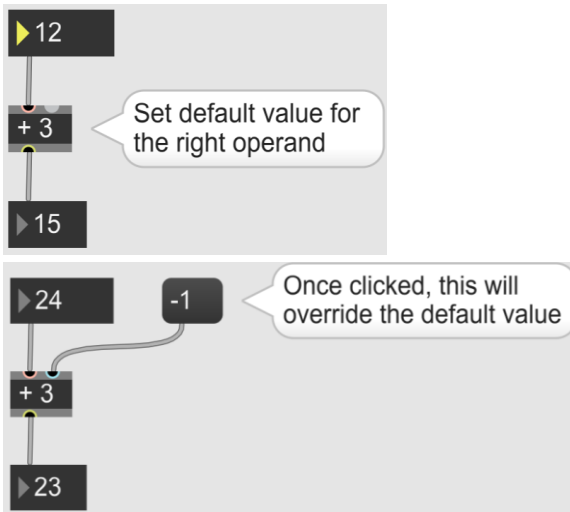 12
Set default value for
+ 3
the right operand
15
24
-1
Once clicked, this will
override the default value
+ 3
23